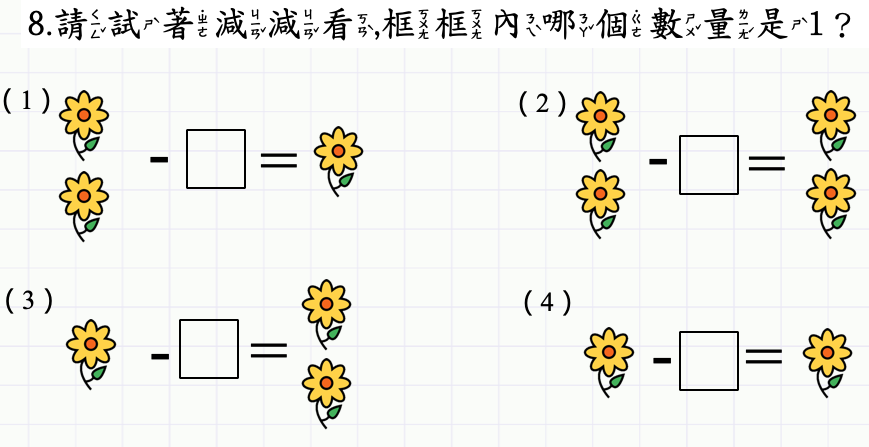 8.請試著減減看,框框內哪個數量是1?
(1)
(2)
- □ =
- □ =
(3)
(4)
- □ =
- □ =